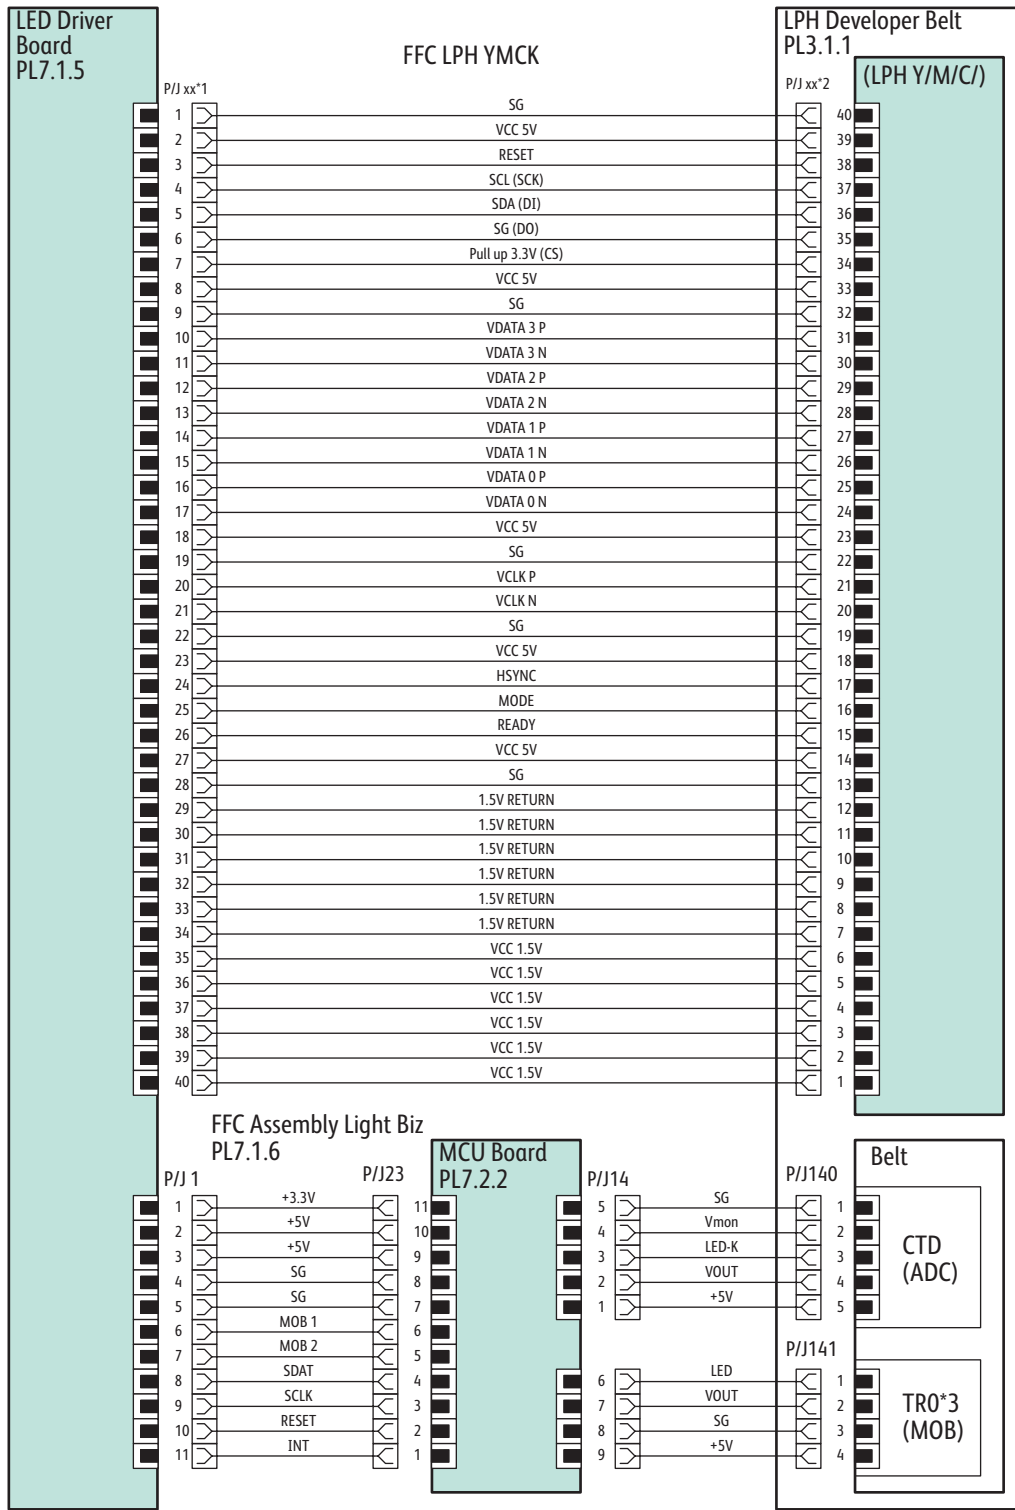 LED Driver
Board
PL7.1.5
FFC LPH YMCK
LPH Developer Belt
PL3.1.1
(LPH Y/M/C/)
P/J xx*1
P/J xx*2
1 SG 40
2 VCC 5V 39
3 RESET 38
4 SCL (SCK) 37
5 SDA (DI) 36
6 SG (DO) 35
7 Pull up 3.3V (CS) 34
8 VCC 5V 33
9 SG 32
10 VDATA 3 P 31
11 VDATA 3 N 30
12 VDATA 2 P 29
13 VDATA 2 N 28
14 VDATA 1 P 27
15 VDATA 1 N 26
16 VDATA 0 P 25
17 VDATA 0 N 24
18 VCC 5V 23
19 SG 22
20 VCLK P 21
21 VCLK N 20
22 SG 19
23 VCC 5V 18
24 HSYNC 17
25 MODE 16
26 READY 15
27 VCC 5V 14
28 SG 13
29 1.5V RETURN 12
30 1.5V RETURN 11
31 1.5V RETURN 10
32 1.5V RETURN 9
33 1.5V RETURN 8
34 1.5V RETURN 7
35 VCC 1.5V 6
36 VCC 1.5V 5
37 VCC 1.5V 4
38 VCC 1.5V 3
39 VCC 1.5V 2
40 VCC 1.5V 1
FFC Assembly Light Biz
PL7.1.6
P/J 1
P/J23
MCU Board
PL7.2.2
1 +3.3V 11
2 +5V 10
3 +5V 9
4 SG 8
5 SG 7
6 MOB 1 6
7 MOB 2 5
8 SDAT 4
9 SCLK 3
10 RESET 2
11 INT 1
P/J14
P/J140
Belt
5 SG 1
4 Vmon 2
3 LED-K 3
2 VOUT 4
1 +5V 5
CTD
(ADC)
P/J141
6 LED 1
7 VOUT 2
8 SG 3
9 +5V 4
TR0*3
(MOB)